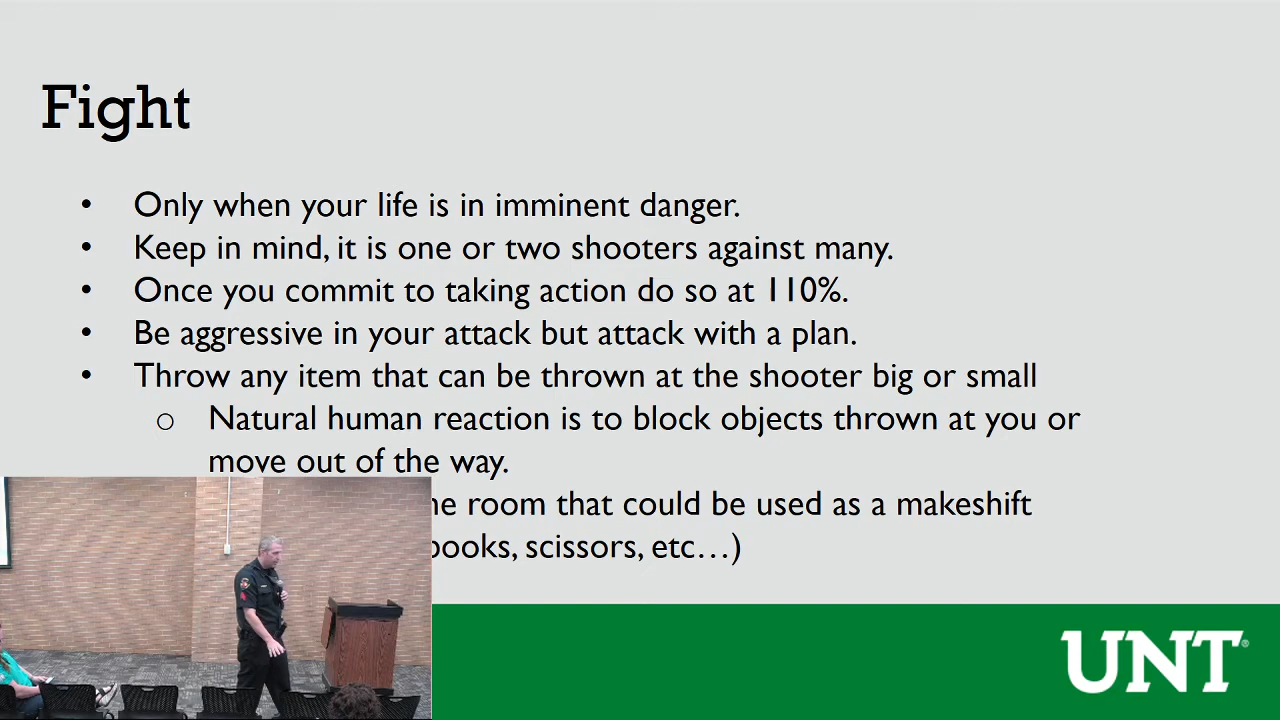 Fight
• Only when your life is in imminent danger.
• Keep in mind, it is one or two shooters against many.
• Once you commit to taking action do so at 110%.
• Be aggressive in your attack but attack with a plan.
• Throw any item that can be thrown at the shooter big or small
o Natural human reaction is to block objects thrown at you or
move out of the way.
room that could be used as a makeshift
books, scissors, etc…)
UNT®